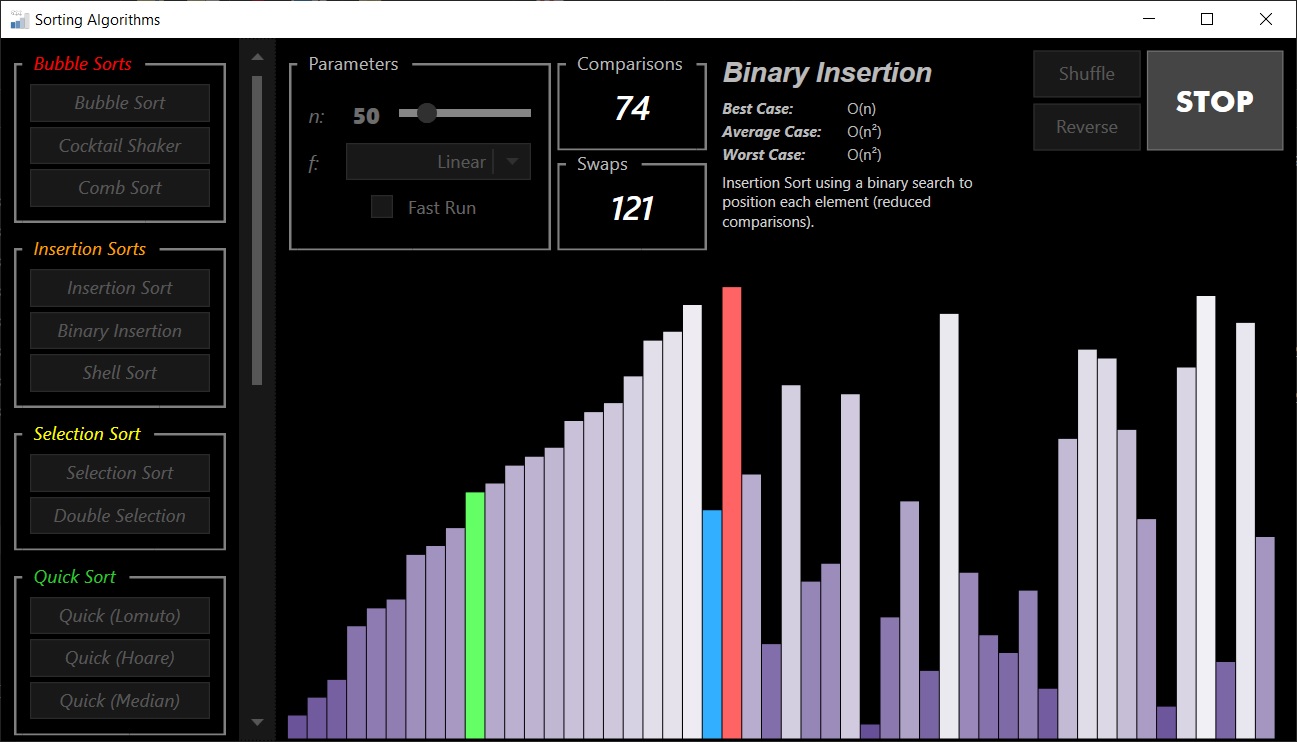 Sorting Algorithms
Bubble Sorts
Bubble Sort
Cocktail Shaker
Comb Sort
Insertion Sorts
Insertion Sort
Binary Insertion
Shell Sort
Selection Sort
Selection Sort
Double Selection
Quick Sort
Quick (Lomuto)
Quick (Hoare)
Quick (Median)
Parameters
n: 50
f: Linear
Fast Run
Comparisons
74
Swaps
121
Binary Insertion
Best Case: O(n)
Average Case: O(n²)
Worst Case: O(n²)
Insertion Sort using a binary search to
position each element (reduced
comparisons).
Shuffle
Reverse
STOP